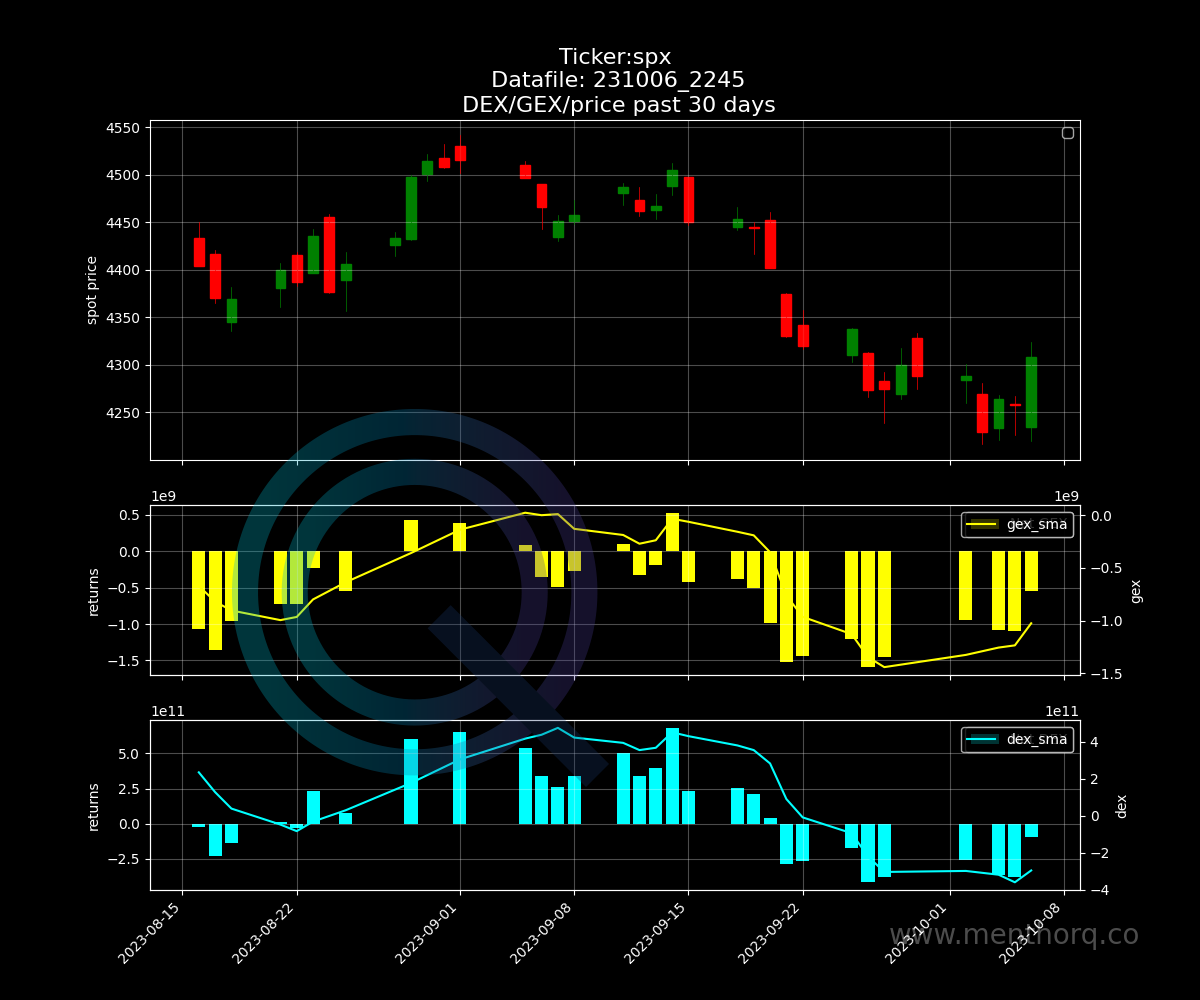 Ticker:spx
Datafile: 231006_2245
DEX/GEX/price past 30 days
4550
4500
4450
4400
4350
4300
4250
spot price
1e9
1e9
0.5
0.0
−0.5
−1.0
−1.5
returns
gex_sma
0.0
−0.5
−1.0
−1.5
gex
1e11
1e11
5.0
2.5
0.0
−2.5
returns
dex_sma
4
2
0
−2
−4
dex
2023-08-15
2023-08-22
2023-09-01
2023-09-08
2023-09-15
2023-09-22
2023-10-01
2023-10-08
www.menthorq.co